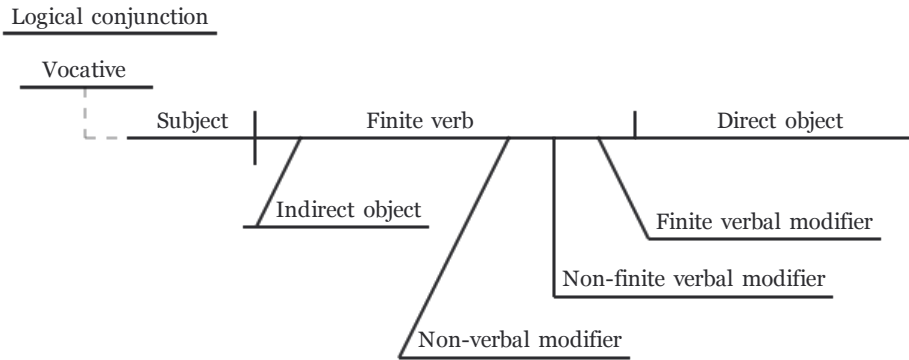 Logical conjunction
Vocative
Subject
Finite verb
Direct object
Indirect object
Finite verbal modifier
Non-finite verbal modifier
Non-verbal modifier